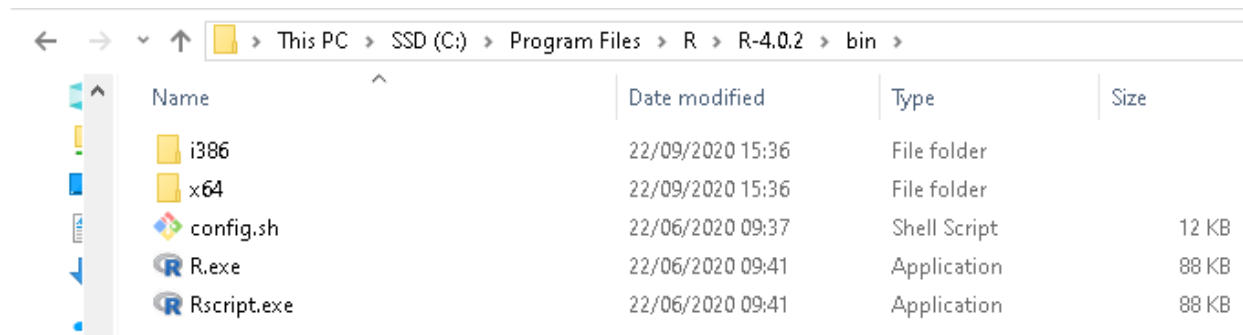 This PC > SSD (C:) > Program Files > R > R-4.0.2 > bin >
Name Date modified Type Size
i386 22/09/2020 15:36 File folder
x64 22/09/2020 15:36 File folder
config.sh 22/06/2020 09:37 Shell Script 12 KB
R.exe 22/06/2020 09:41 Application 88 KB
Rscript.exe 22/06/2020 09:41 Application 88 KB